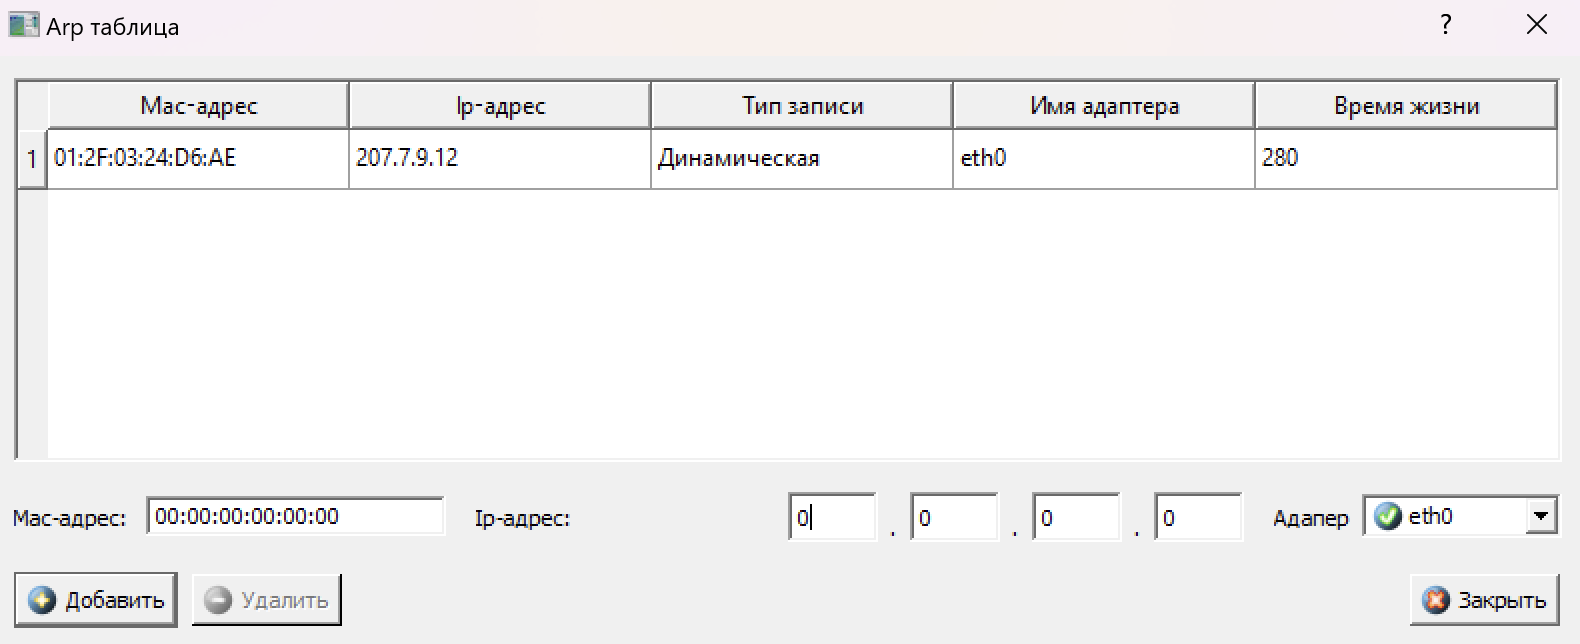 Arp таблица
?
Mac-адрес Ip-адрес Тип записи Имя адаптера Время жизни
1 01:2F:03:24:D6:AE 207.7.9.12 Динамическая eth0 280
Mac-адрес: 00:00:00:00:00:00 Ip-адрес: 0 . 0 . 0 . 0 Адапер eth0
Добавить Удалить Закрыть